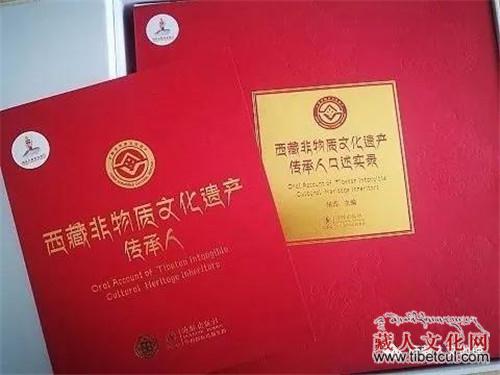 西藏非物质文化遗产
传承人
Oral Account of Tibetan Intangible
Cultural Heritage Inheritors
西藏非物质文化遗产
传承人口述实录
Oral Account of Tibetan Intangible
Cultural Heritage Inheritors
主编
藏人文化网
www.tibetcul.com